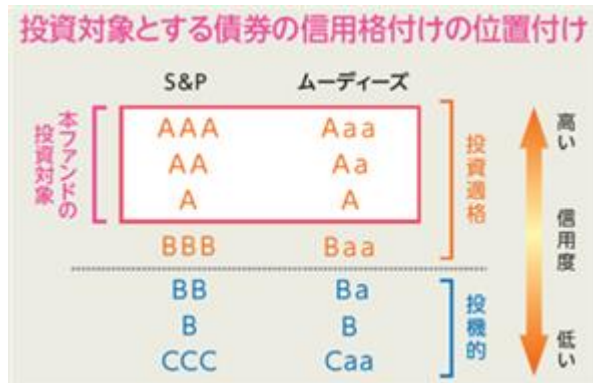 投資対象とする債券の信用格付けの位置付け
S&P ムーディーズ
本ファンドの
投資対象
AAA Aaa
AA Aa
A A
BBB Baa
投資適格
BB Ba
B B
CCC Caa
投機的
高い
信用度
低い